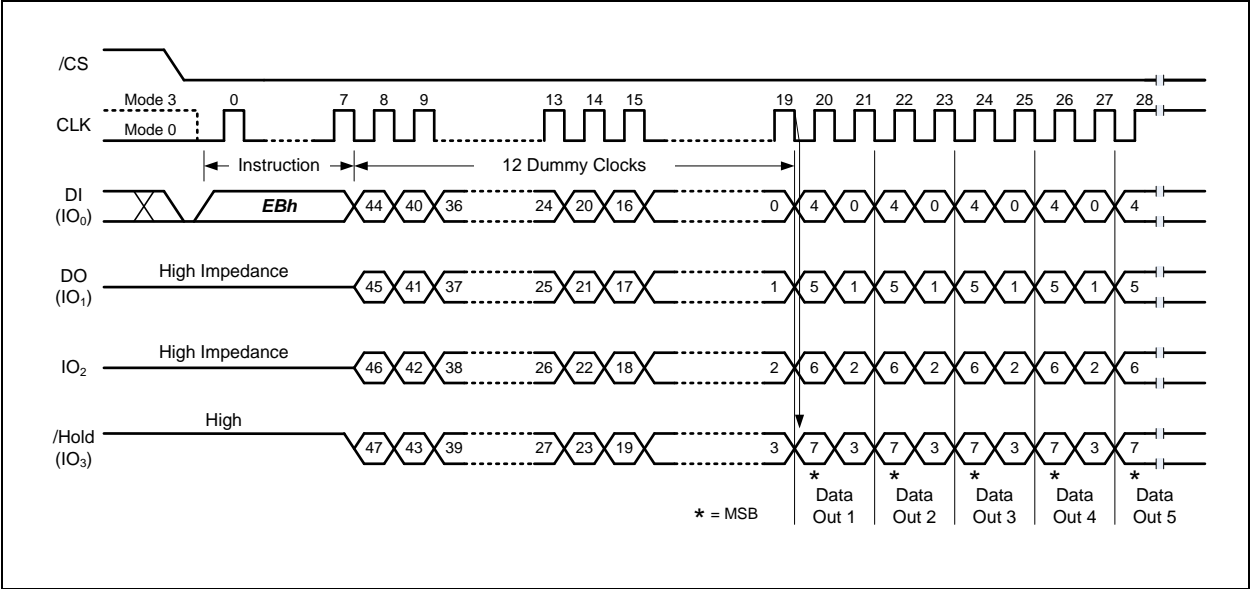 /CS
Mode 3 0 7 8 9 13 14 15 19 20 21 22 23 24 25 26 27 28
CLK
Mode 0
Instruction 12 Dummy Clocks
DI
(IO0) EBh 44 40 36 24 20 16 0 4 0 4 0 4 0 4 0 4
High Impedance
DO
(IO1) 45 41 37 25 21 17 1 5 1 5 1 5 1 5 1 5
High Impedance
IO2 46 42 38 26 22 18 2 6 2 6 2 6 2 6 2 6
High
/Hold
(IO3) 47 43 39 27 23 19 3 7 3 7 3 7 3 7 3 7
* * * * *
* = MSB
Data Out 1
Data Out 2
Data Out 3
Data Out 4
Data Out 5